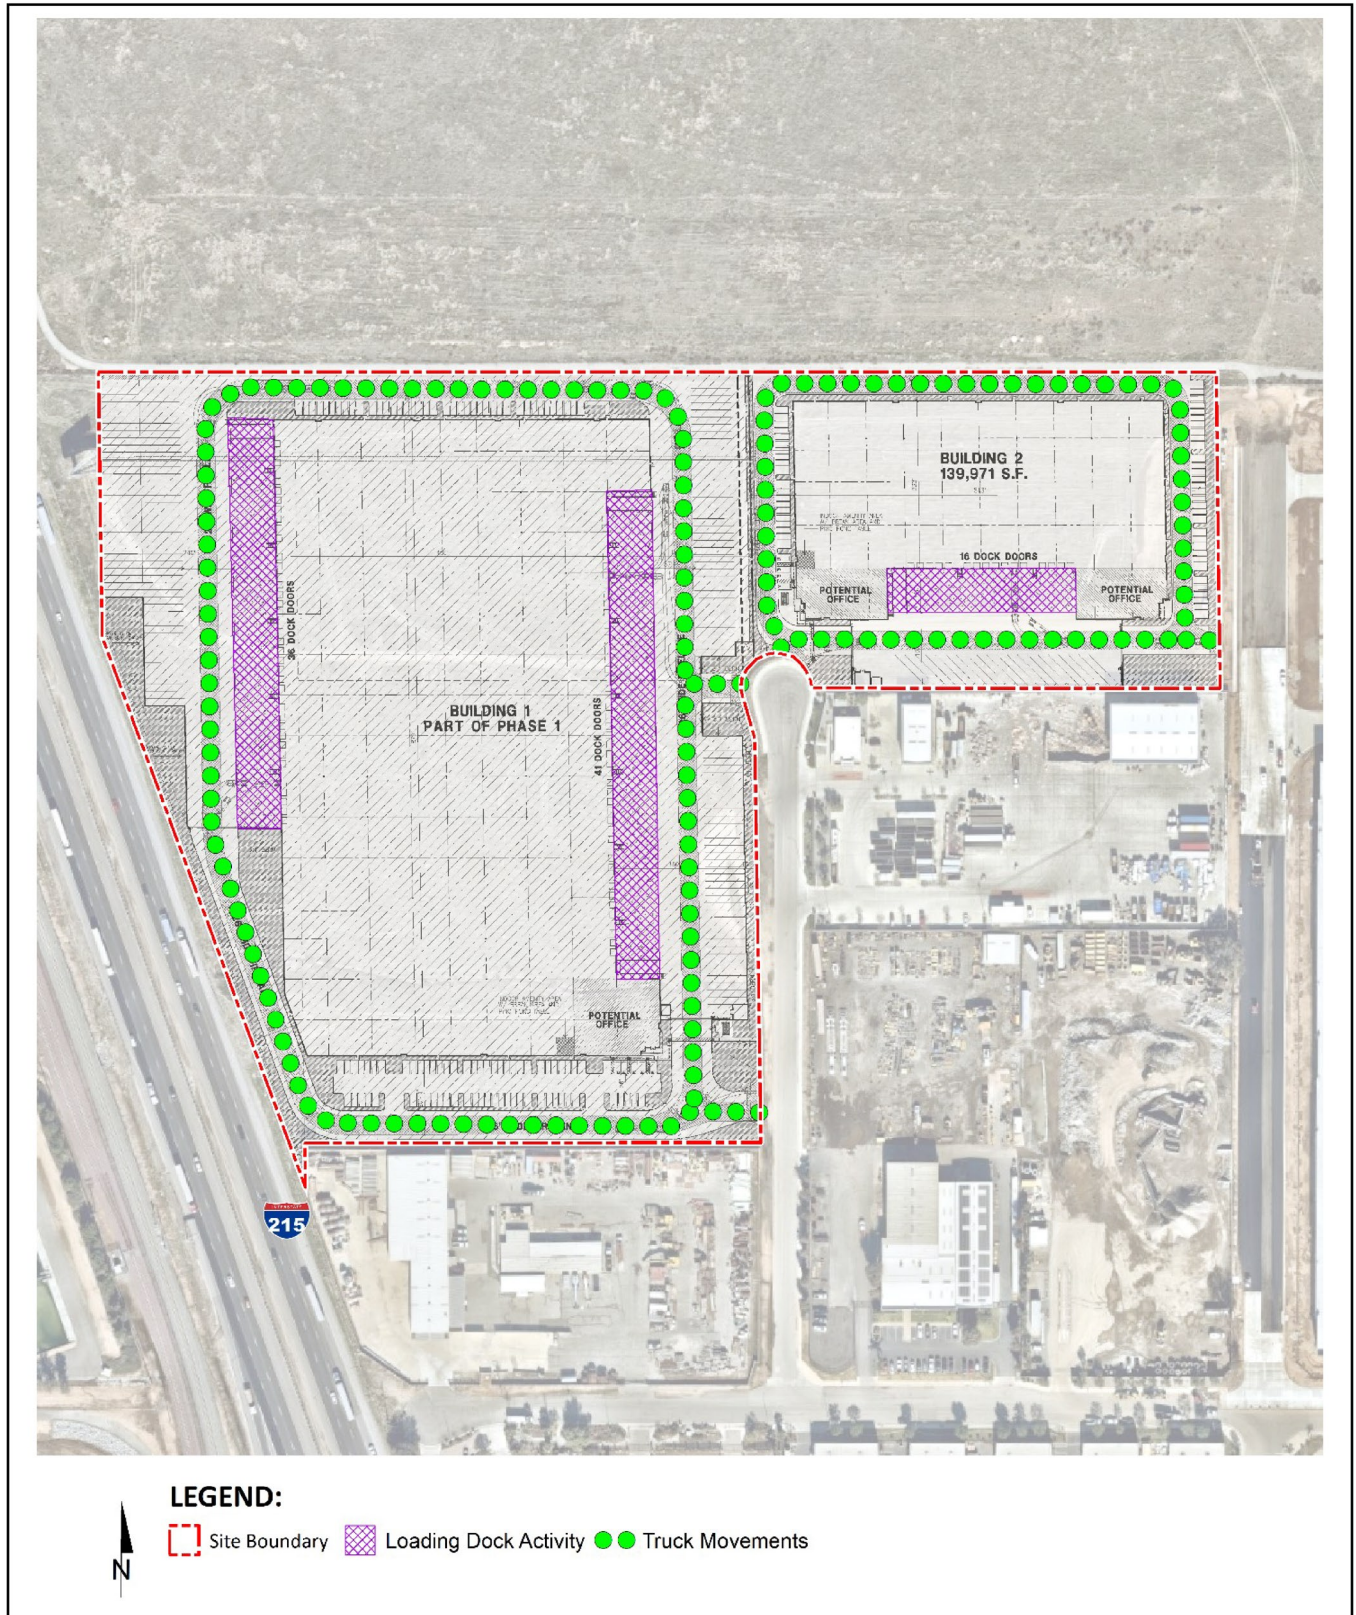 BUILDING 2
139,971 S.F.
16 DOCK DOORS
POTENTIAL
OFFICE
POTENTIAL
OFFICE
36 DOCK DOORS
BUILDING 1
PART OF PHASE 1
41 DOCK DOORS
POTENTIAL
OFFICE
215
LEGEND:
Site Boundary
Loading Dock Activity
Truck Movements
N